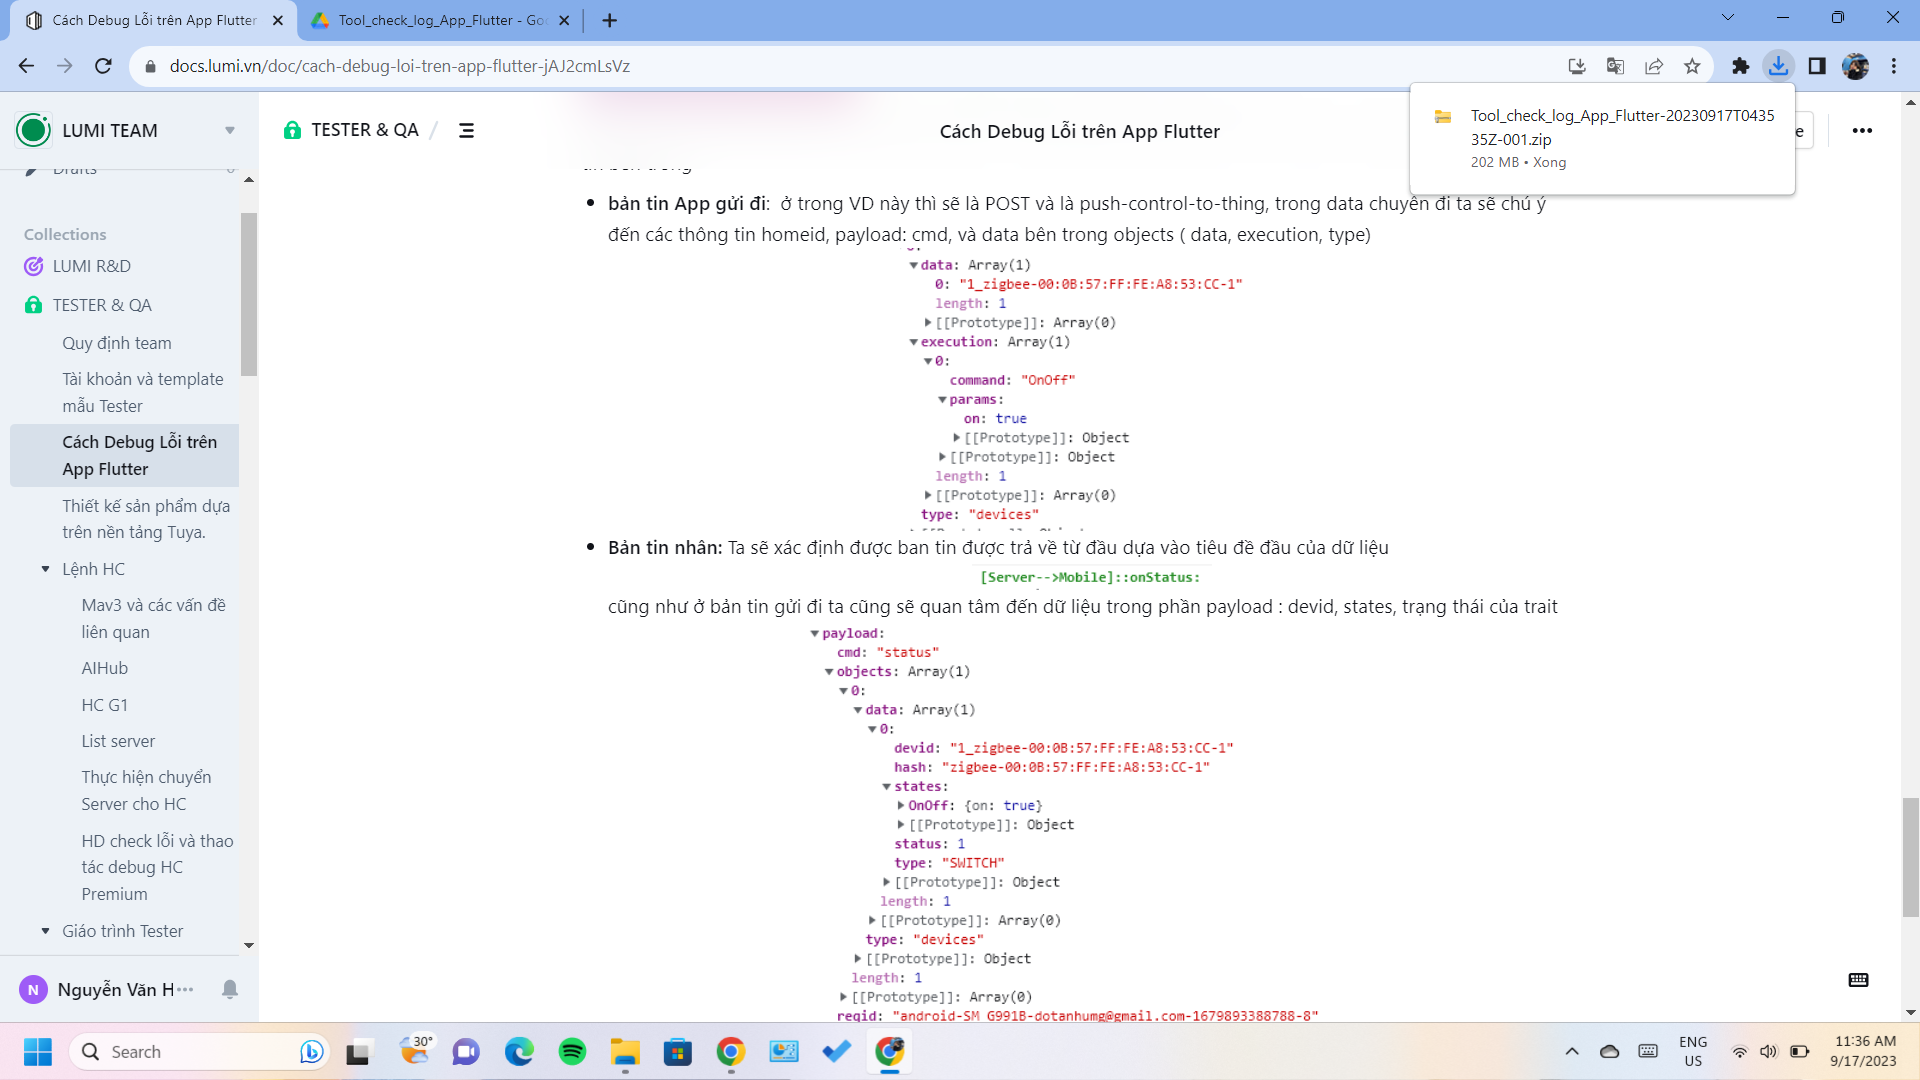 Cách Debug Lỗi trên App Flutter
Tool_check_log_App_Flutter - Goo
docs.lumi.vn/doc/cach-debug-loi-tren-app-flutter-jAJ2cmLsVz
Tool_check_log_App_Flutter-20230917T0435
35Z-001.zip
202 MB • Xong
LUMI TEAM
Drafts
Collections
LUMI R&D
TESTER & QA
Quy định team
Tài khoản và template
mẫu Tester
Cách Debug Lỗi trên
App Flutter
Thiết kế sản phẩm dựa
trên nền tảng Tuya.
Lệnh HC
Mav3 và các vấn đề
liên quan
AIHub
HC G1
List server
Thực hiện chuyển
Server cho HC
HD check lỗi và thao
tác debug HC
Premium
Giáo trình Tester
N Nguyễn Văn H
TESTER & QA /
Cách Debug Lỗi trên App Flutter
e
tin bên trong
• bản tin App gửi đi: ở trong VD này thì sẽ là POST và là push-control-to-thing, trong data chuyển đi ta sẽ chú ý
đến các thông tin homeid, payload: cmd, và data bên trong objects ( data, execution, type)
data: Array(1)
0: "1_zigbee-00:0B:57:FF:FE:A8:53:CC-1"
length: 1
[[Prototype]]: Array(0)
execution: Array(1)
0:
command: "OnOff"
params:
on: true
[[Prototype]]: Object
[[Prototype]]: Object
length: 1
[[Prototype]]: Array(0)
type: "devices"
• Bản tin nhân: Ta sẽ xác định được ban tin được trả về từ đầu dựa vào tiêu đề đầu của dữ liệu
[Server-->Mobile]::onStatus:
cũng như ở bản tin gửi đi ta cũng sẽ quan tâm đến dữ liệu trong phần payload : devid, states, trạng thái của trait
payload:
cmd: "status"
objects: Array(1)
0:
data: Array(1)
0:
devid: "1_zigbee-00:0B:57:FF:FE:A8:53:CC-1"
hash: "zigbee-00:0B:57:FF:FE:A8:53:CC-1"
states:
OnOff: {on: true}
[[Prototype]]: Object
status: 1
type: "SWITCH"
[[Prototype]]: Object
length: 1
[[Prototype]]: Array(0)
type: "devices"
[[Prototype]]: Object
length: 1
[[Prototype]]: Array(0)
reqid: "android-SM_G991B-dotanhumg@gmail.com-1679893388788-8"
Search
30°
ENG
US
11:36 AM
9/17/2023